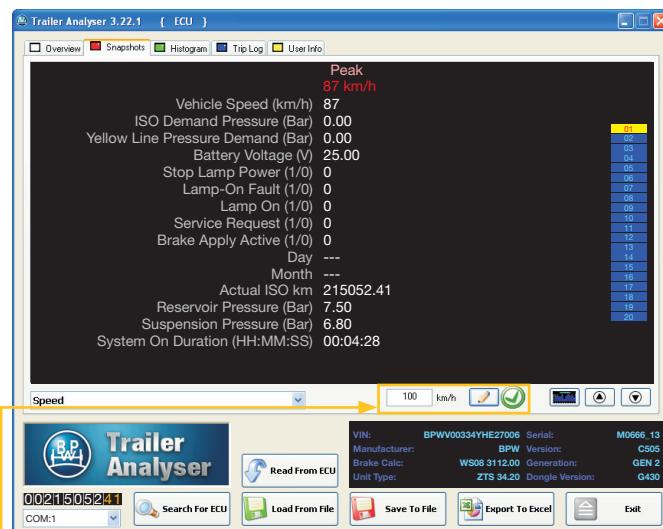 Trailer Analyser 3.22.1 { ECU }
Overview Snapshots Histogram Trip Log User Info
Peak
87 km/h
Vehicle Speed (km/h) 87
ISO Demand Pressure (Bar) 0.00
Yellow Line Pressure Demand (Bar) 0.00
Battery Voltage (V) 25.00
Stop Lamp Power (1/0) 0
Lamp-On Fault (1/0) 0
Lamp On (1/0) 0
Service Request (1/0) 0
Brake Apply Active (1/0) 0
Day ---
Month ---
Actual ISO km 215052.41
Reservoir Pressure (Bar) 7.50
Suspension Pressure (Bar) 6.80
System On Duration (HH:MM:SS) 00:04:28
01
02
03
04
05
06
07
08
09
10
11
12
13
14
15
16
17
18
19
20
Speed
100 km/h
BPW
Trailer
Analyser
Read From ECU
VIN: BPWV00334YHE27006 Serial: M0666_13
Manufacturer: BPW Version: C505
Brake Calc: WS08 3112.00 Generation: GEN 2
Unit Type: ZTS 34.20 Dongle Version: G430
0021505241
COM:1
Search For ECU
Load From File
Save To File
Export To Excel
Exit